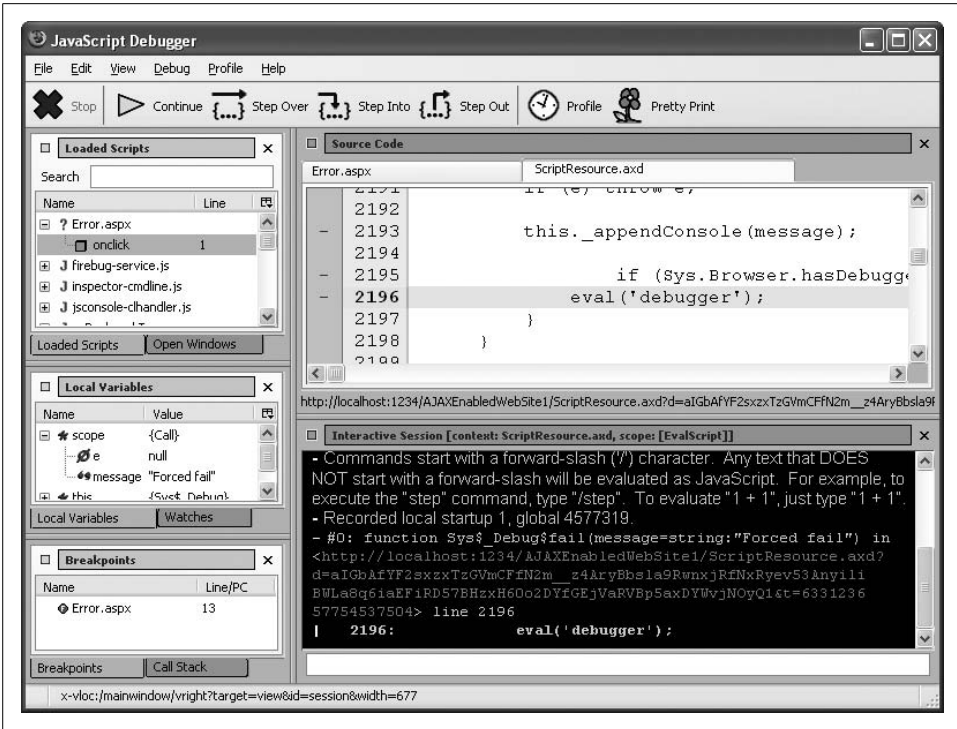 JavaScript Debugger
File Edit View Debug Profile Help
Stop Continue {...} Step Over {...} Step Into {...} Step Out Profile Pretty Print
Loaded Scripts
Search
Name Line
? Error.aspx
onclick 1
J firebug-service.js
J inspector-cmdline.js
J jsconsole-clhandler.js
Loaded Scripts Open Windows
Local Variables
Name Value
scope {Call}
e null
message "Forced fail"
this {Sys$_Debug}
Local Variables Watches
Breakpoints
Name Line/PC
Error.aspx 13
Breakpoints Call Stack
Source Code
Error.aspx ScriptResource.axd
2191 if (e) throw e;
2192
– 2193 this._appendConsole(message);
2194
– 2195 if (Sys.Browser.hasDebugge
– 2196 eval('debugger');
2197 }
2198 }
2199
http://localhost:1234/AJAXEnabledWebSite1/ScriptResource.axd?d=aIGbAfYF2sxzxTzGVmCFfN2m__z4AryBbsla9R
Interactive Session [context: ScriptResource.axd, scope: [EvalScript]]
- Commands start with a forward-slash ('/') character. Any text that DOES
NOT start with a forward-slash will be evaluated as JavaScript. For example, to
execute the "step" command, type "/step". To evaluate "1 + 1", just type "1 + 1".
- Recorded local startup 1, global 4577319.
– #0: function Sys$_Debug$fail(message=string:"Forced fail") in
<http://localhost:1234/AJAXEnabledWebSite1/ScriptResource.axd?
d=aIGbAfYF2sxzxTzGVmCFfN2m__z4AryBbsla9RwnxjRfNxRyev53Anyili
BWLa8q6iaEFiRD57BHzxH60o2DYfGEjVaRVBp5axDYWvjNOyQ1&t=6331236
57754537504> line 2196
| 2196: eval('debugger');
x-vloc:/mainwindow/vright?target=view&id=session&width=677